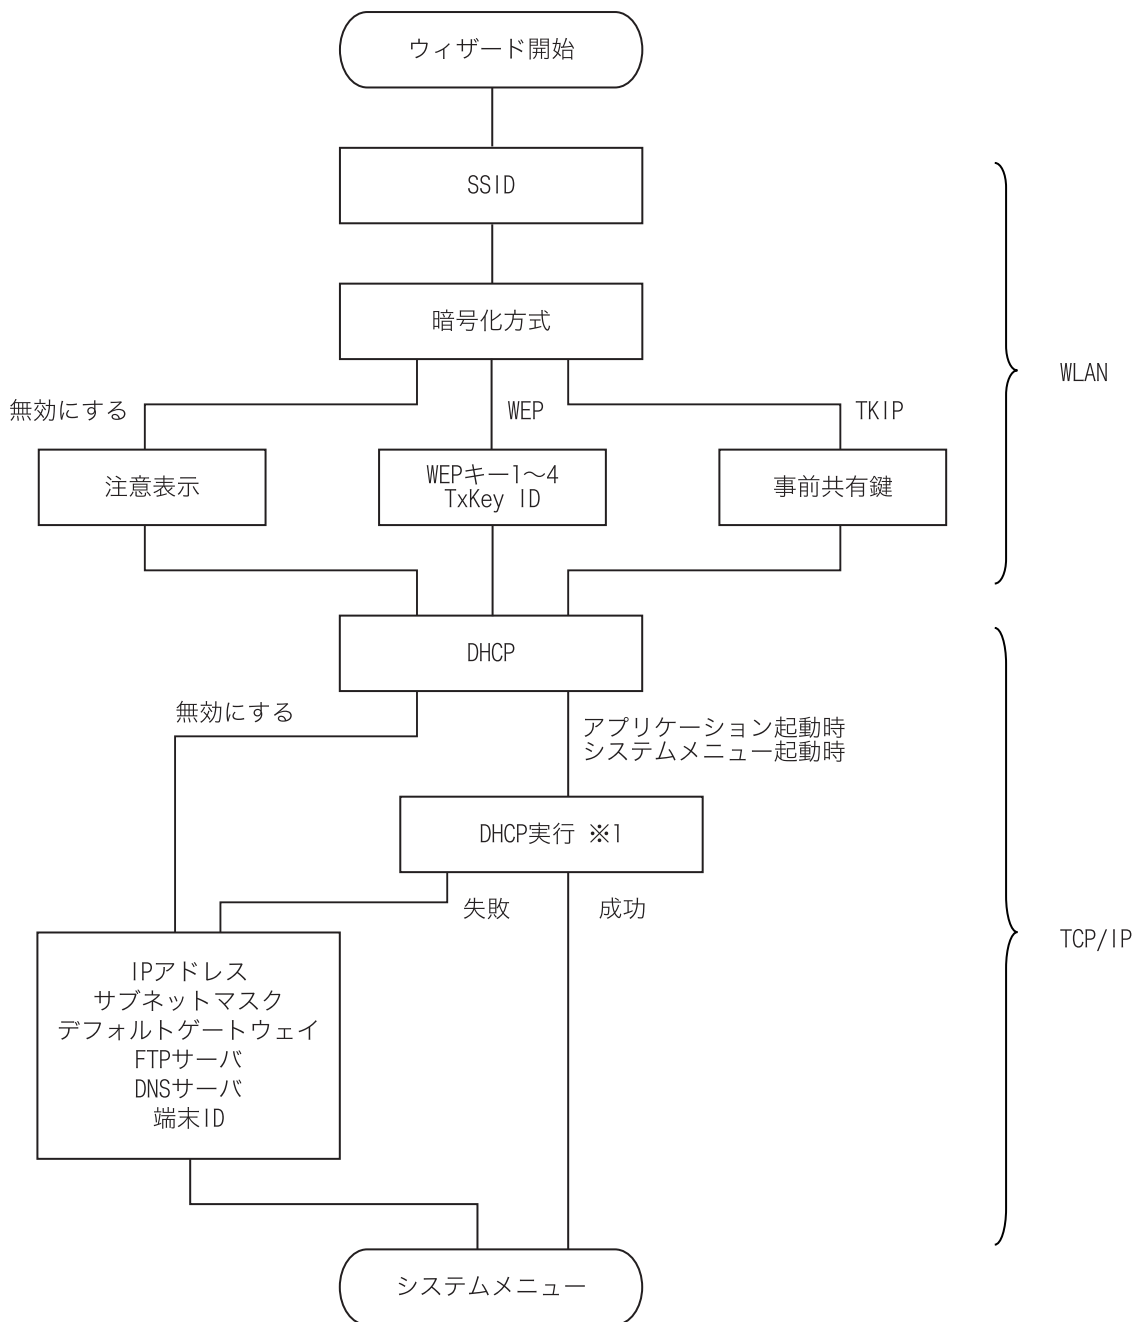 ウィザード開始
SSID
暗号化方式
WLAN
無効にする
WEP
TKIP
注意表示
WEPキー1～4
TxKey ID
事前共有鍵
DHCP
無効にする
アプリケーション起動時
システムメニュー起動時
DHCP実行 ※1
失敗
成功
TCP/IP
IPアドレス
サブネットマスク
デフォルトゲートウェイ
FTPサーバ
DNSサーバ
端末ID
システムメニュー